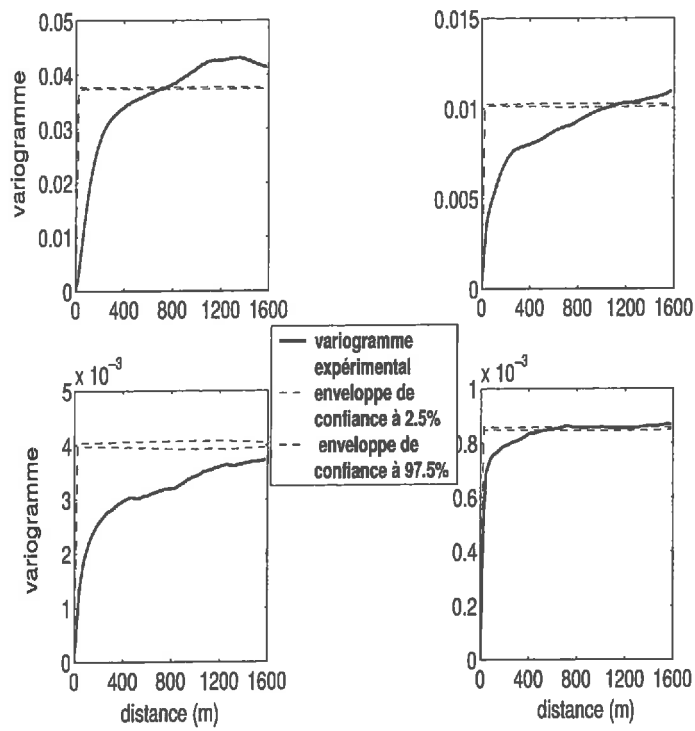 0.05
0.04
0.03
0.02
0.01
0
variogramme
0 400 800 1200 1600
0.015
0.01
0.005
0
0 400 800 1200 1600
variogramme
expérimental
enveloppe de
confiance à 2.5%
enveloppe de
confiance à 97.5%
x 10⁻³
5
4
3
2
1
0
variogramme
0 400 800 1200 1600
distance (m)
x 10⁻³
1
0.8
0.6
0.4
0.2
0
0 400 800 1200 1600
distance (m)